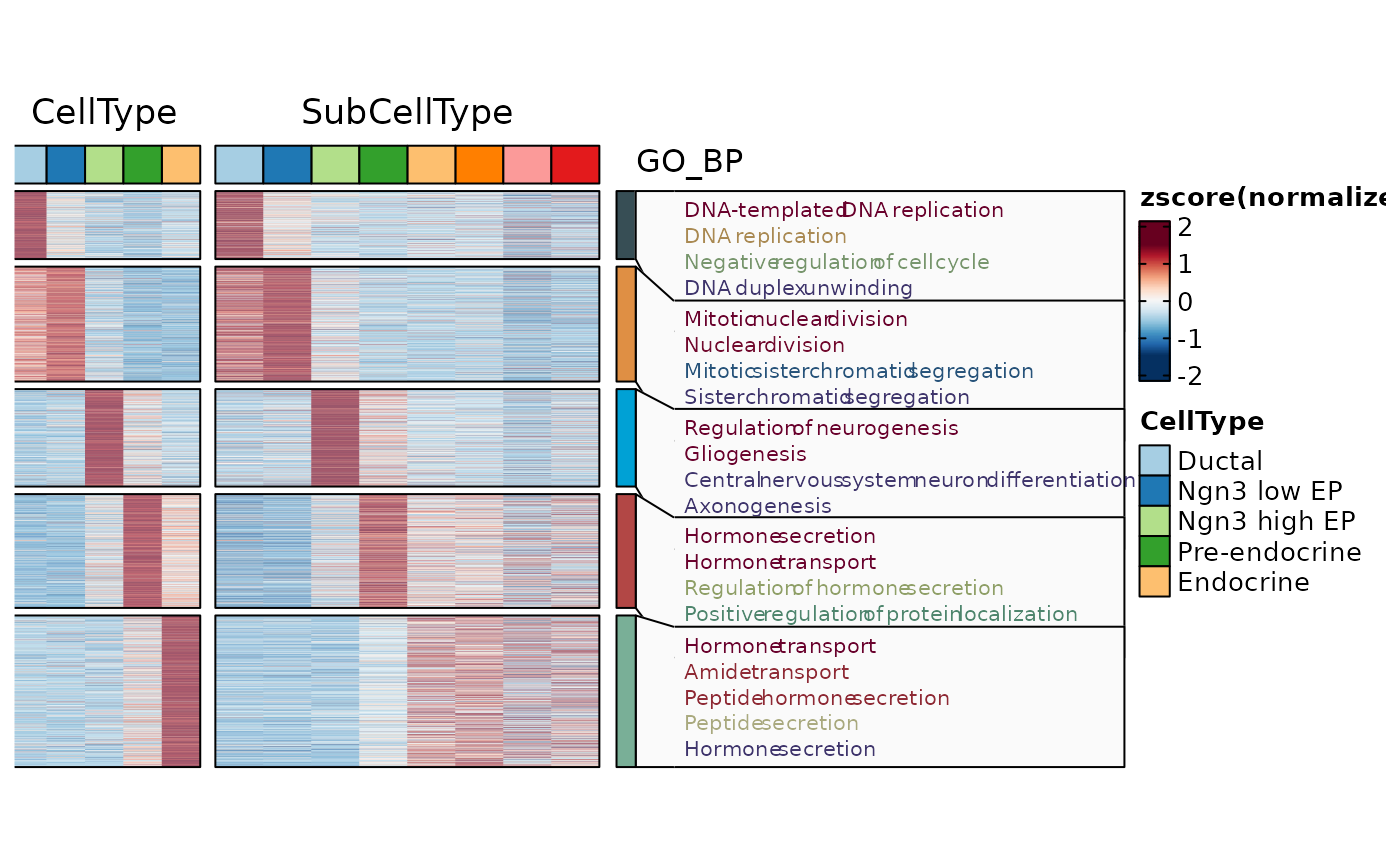 CellType
SubCellType
GO_BP
DNA-templated DNA replication
DNA replication
Negative regulation of cell cycle
DNA duplex unwinding
Mitotic nuclear division
Nuclear division
Mitotic sister chromatid segregation
Sister chromatid segregation
Regulation of neurogenesis
Gliogenesis
Central nervous system neuron differentiation
Axonogenesis
Hormone secretion
Hormone transport
Regulation of hormone secretion
Positive regulation of protein localization
Hormone transport
Amide transport
Peptide hormone secretion
Peptide secretion
Hormone secretion
zscore(normalize
2
1
0
-1
-2
CellType
Ductal
Ngn3 low EP
Ngn3 high EP
Pre-endocrine
Endocrine